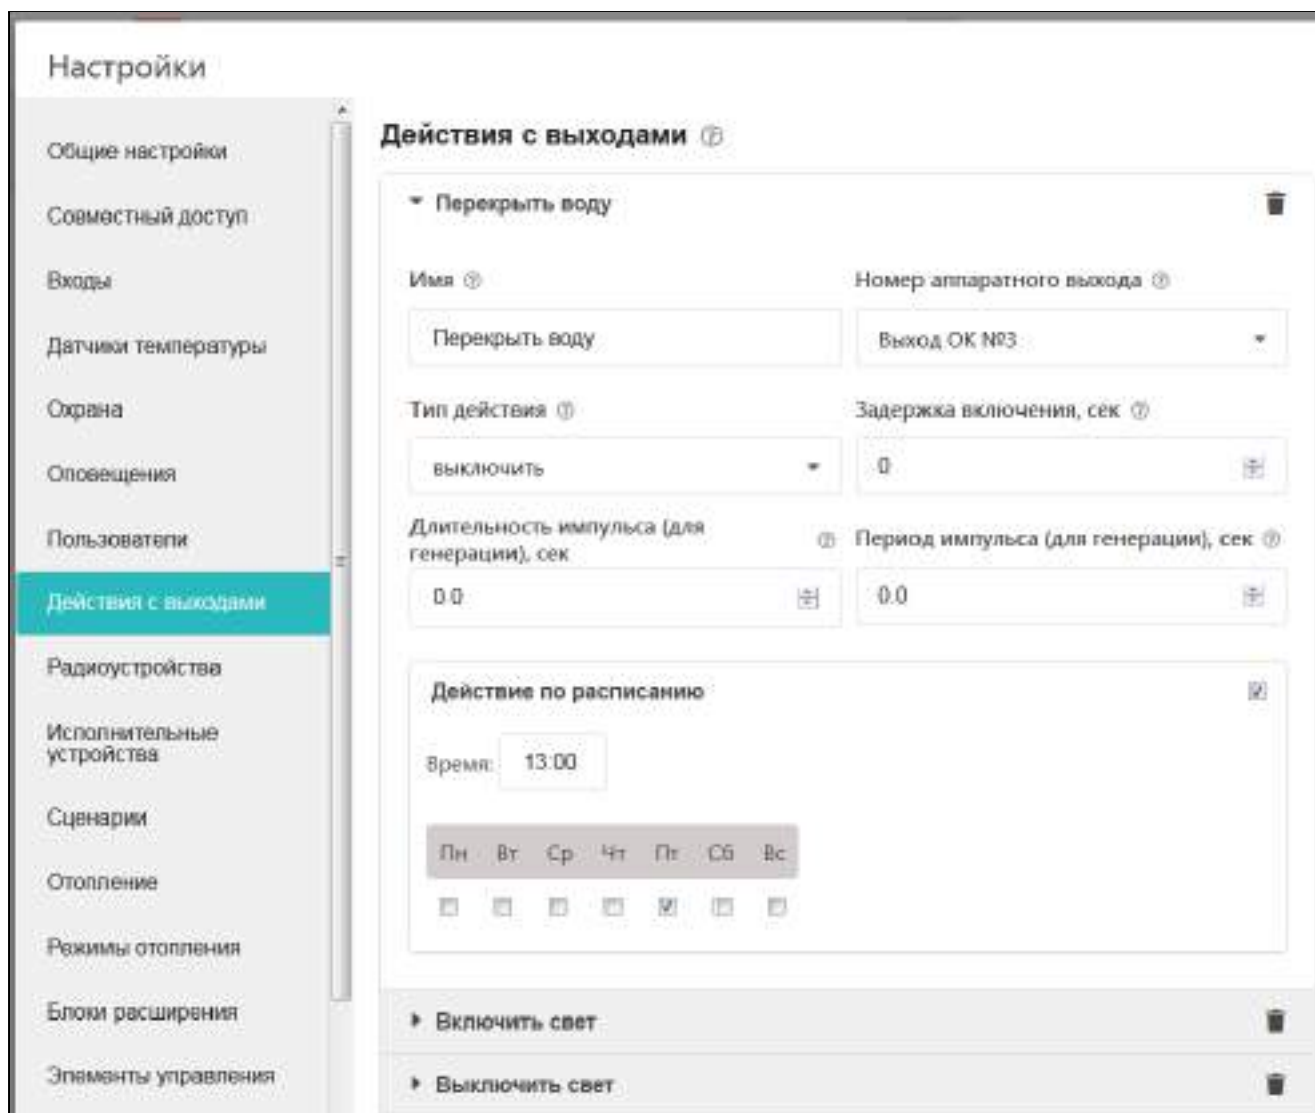 Настройки
Общие настройки
Совместный доступ
Входы
Датчики температуры
Охрана
Оповещения
Пользователи
Действия с выходами
Радиоустройства
Исполнительные
устройства
Сценарии
Отопление
Режимы отопления
Блоки расширения
Элементы управления
Действия с выходами
Перекрыть воду
Имя
Номер аппаратного выхода
Перекрыть воду
Выход ОК №3
Тип действия
Задержка включения, сек
выключить
0
Длительность импульса (для
генерации), сек
Период импульса (для генерации), сек
0.0
0.0
Действие по расписанию
Время: 13:00
Пн Вт Ср Чт Пт Сб Вс
Включить свет
Выключить свет